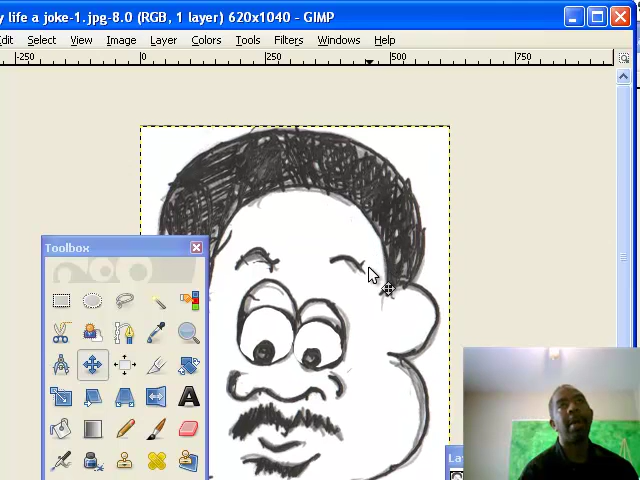 y life a joke-1.jpg-8.0 (RGB, 1 layer) 620x1040 – GIMP
dit Select View Image Layer Colors Tools Filters Windows Help
-250 0 250 500 750
Toolbox
La